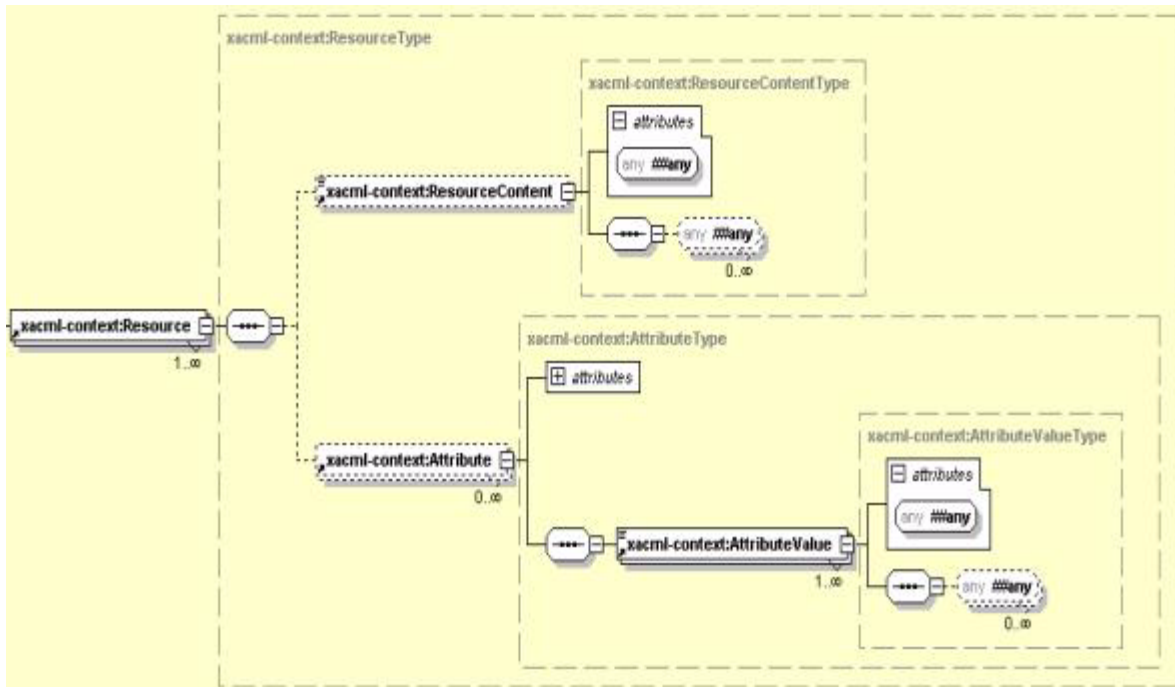 xacml-context:ResourceType
xacml-context:ResourceContentType
attributes
any ##any
xacml-context:ResourceContent
any ##any
0..∞
xacml-context:Resource
1..∞
xacml-context:AttributeType
attributes
xacml-context:Attribute
0..∞
xacml-context:AttributeValueType
attributes
any ##any
xacml-context:AttributeValue
1..∞
any ##any
0..∞